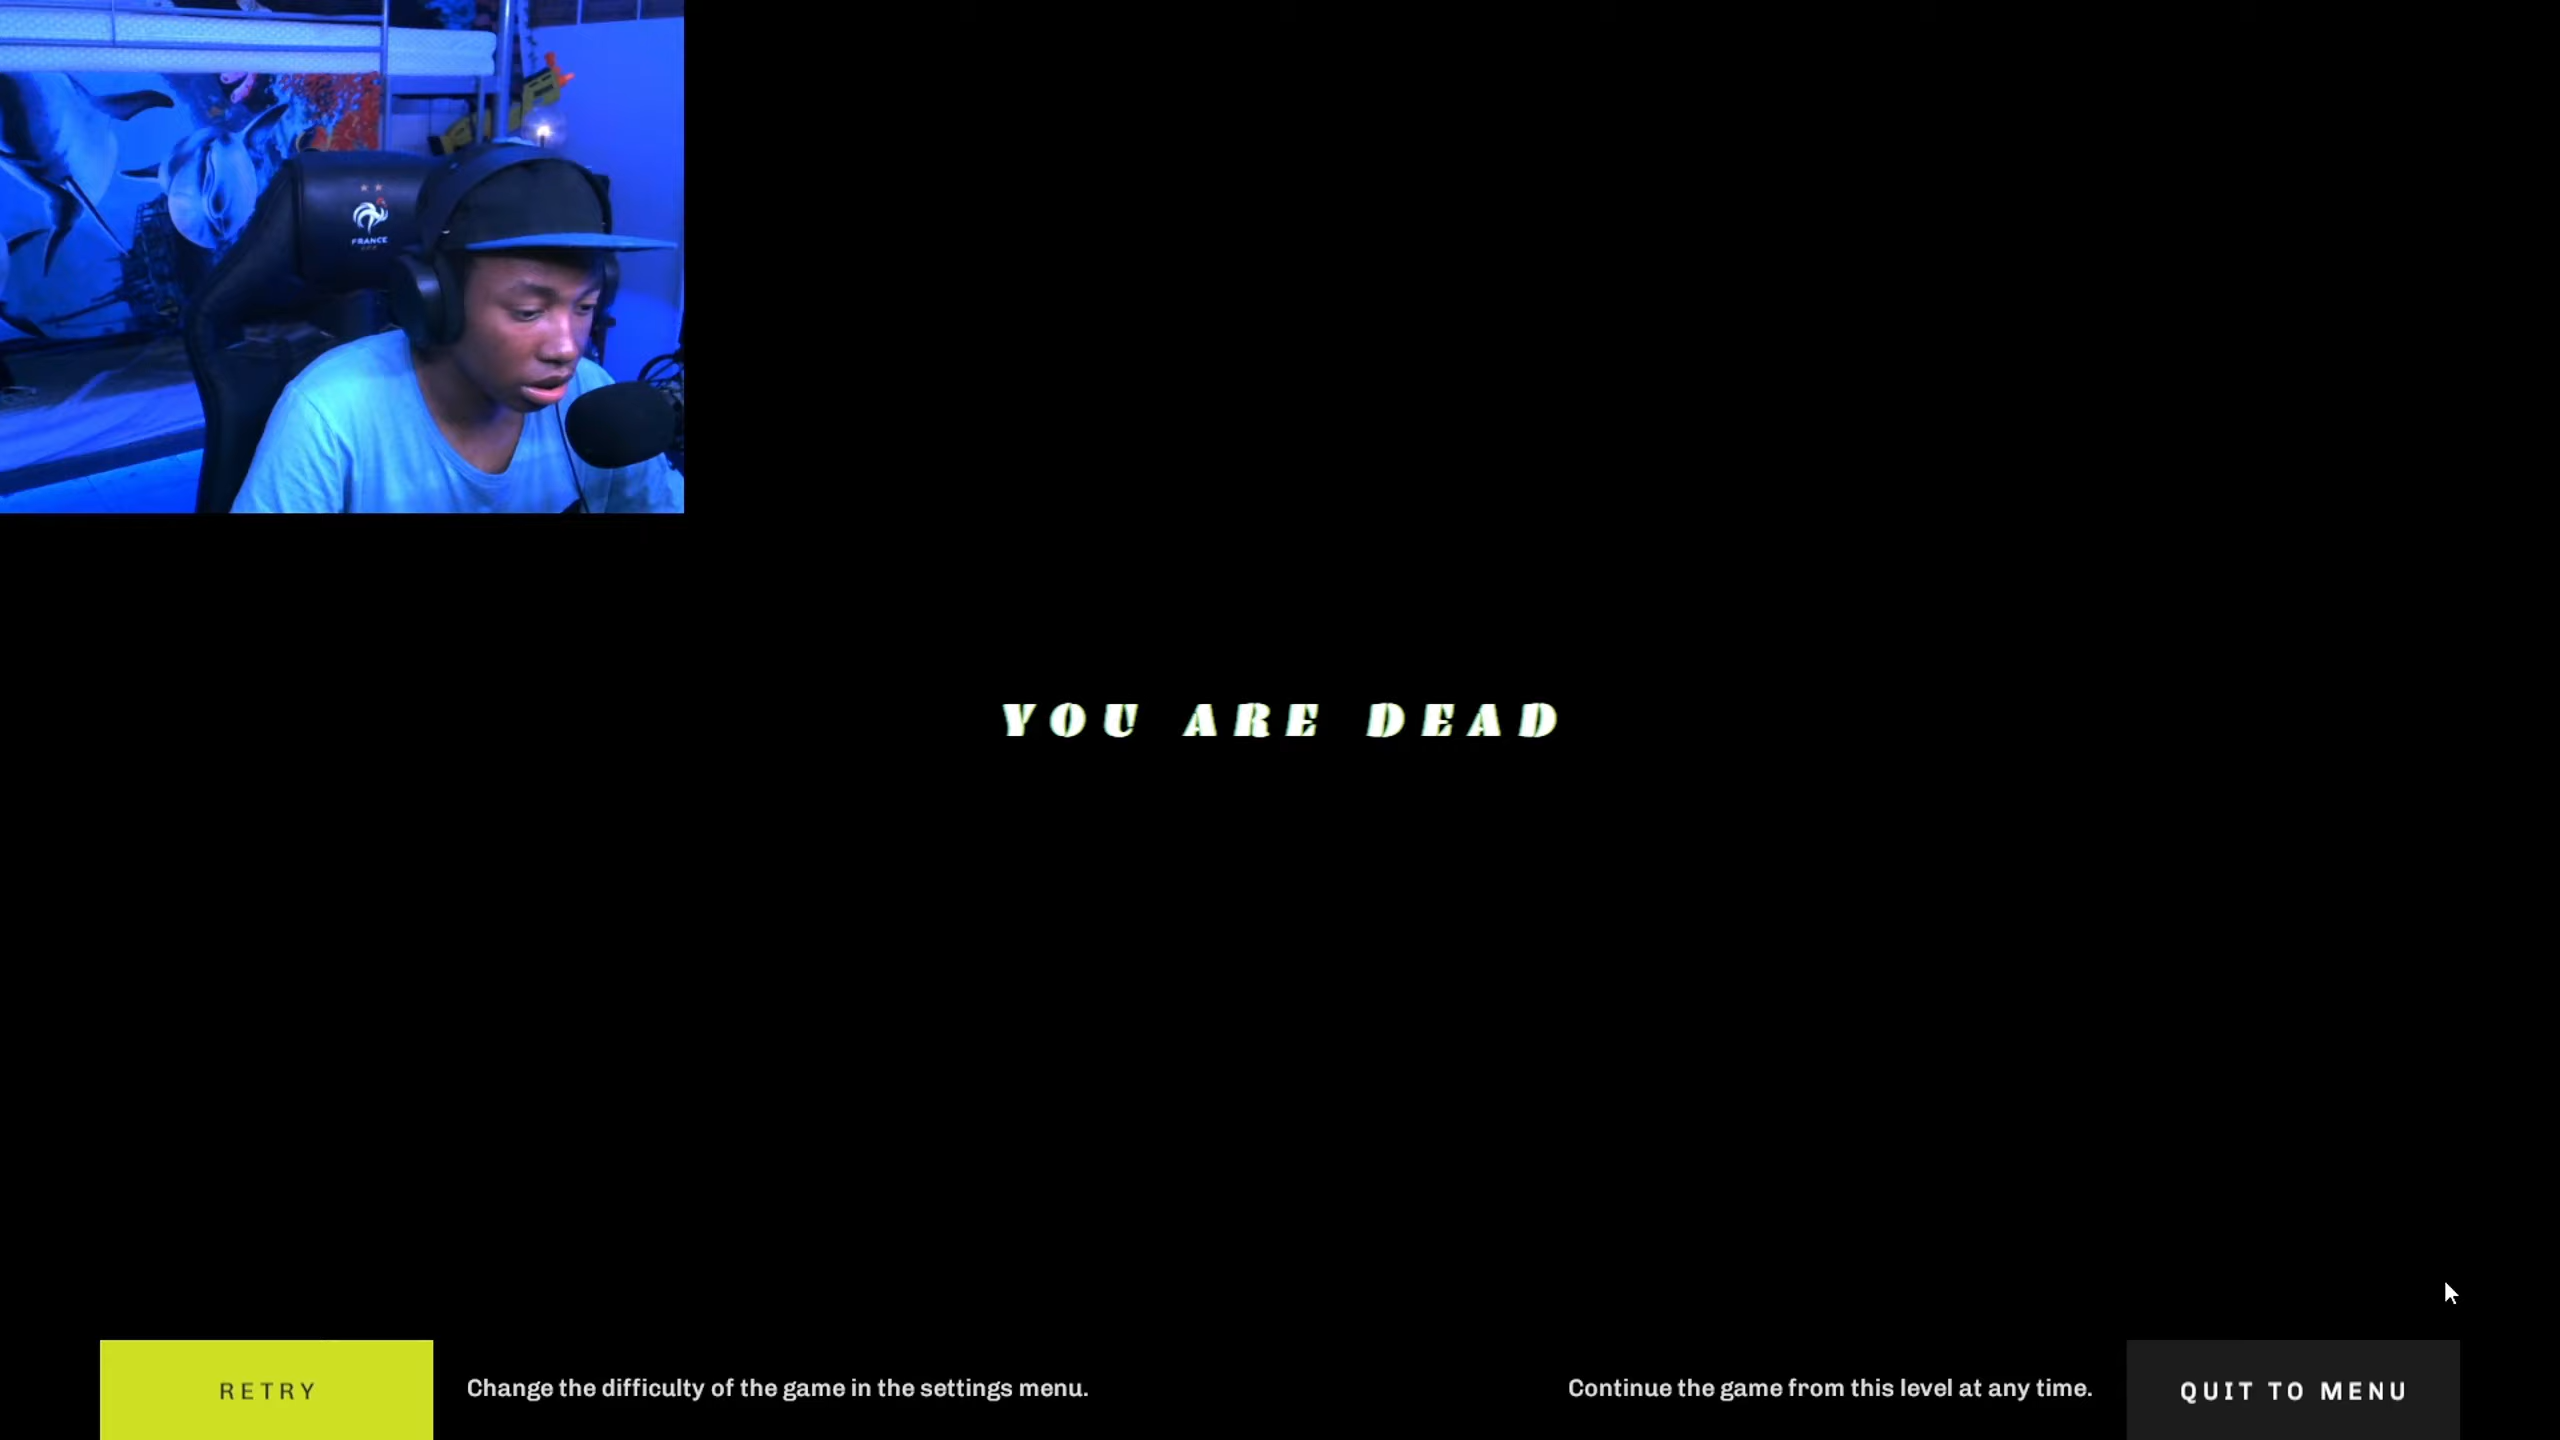 FRANCE
YOU ARE DEAD
RETRY
Change the difficulty of the game in the settings menu.
Continue the game from this level at any time.
QUIT TO MENU